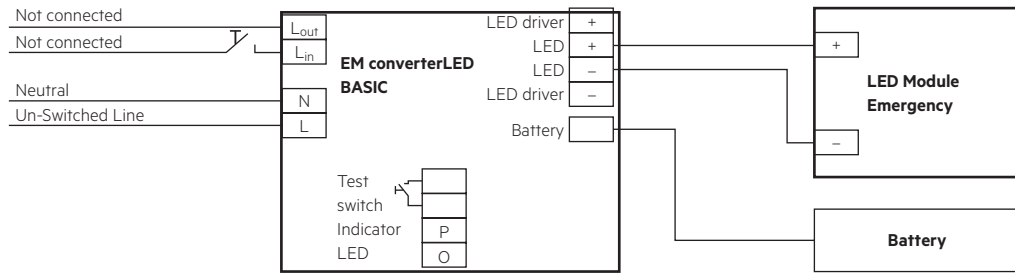 Not connected
Not connected
Neutral
Un-Switched Line
Lout
Lin
N
L
EM converterLED
BASIC
LED driver +
LED +
LED –
LED driver –
Battery
Test
switch
Indicator P
LED O
+
–
LED Module
Emergency
Battery